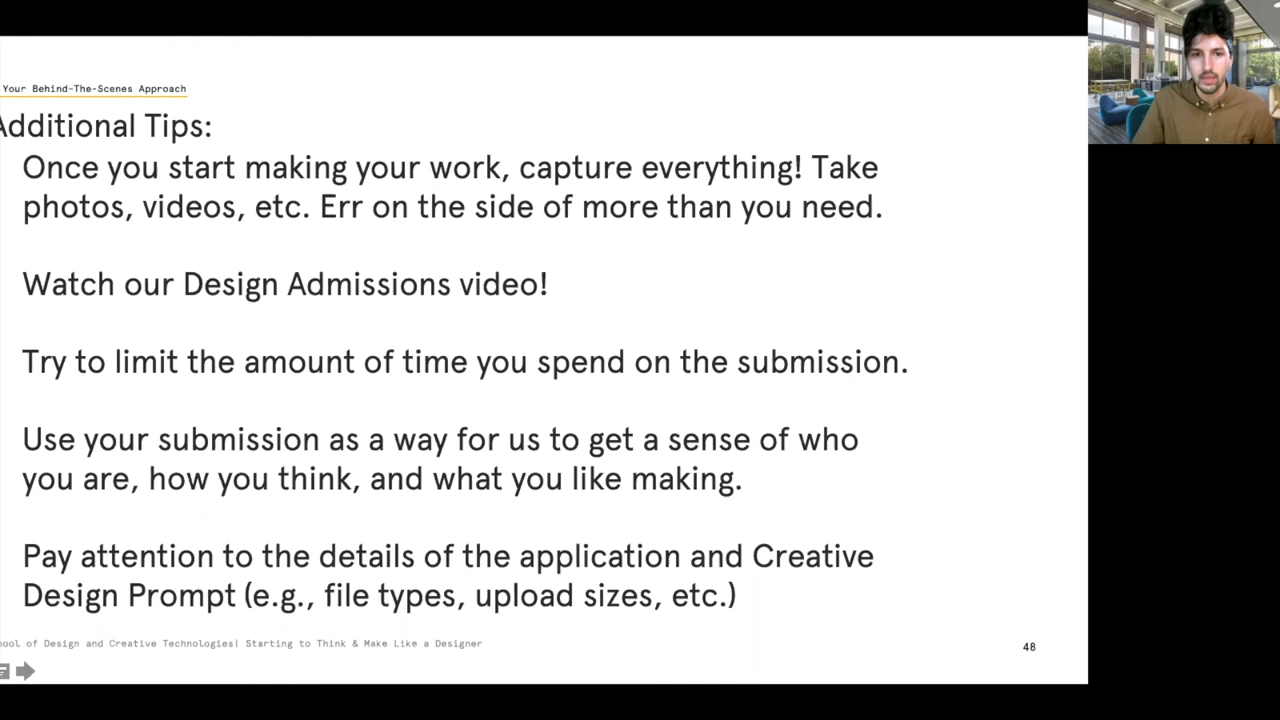 Your Behind-The-Scenes Approach
Additional Tips:
Once you start making your work, capture everything! Take
photos, videos, etc. Err on the side of more than you need.
Watch our Design Admissions video!
Try to limit the amount of time you spend on the submission.
Use your submission as a way for us to get a sense of who
you are, how you think, and what you like making.
Pay attention to the details of the application and Creative
Design Prompt (e.g., file types, upload sizes, etc.)
of Design and Creative Technologies| Starting to Think & Make Like a Designer
48